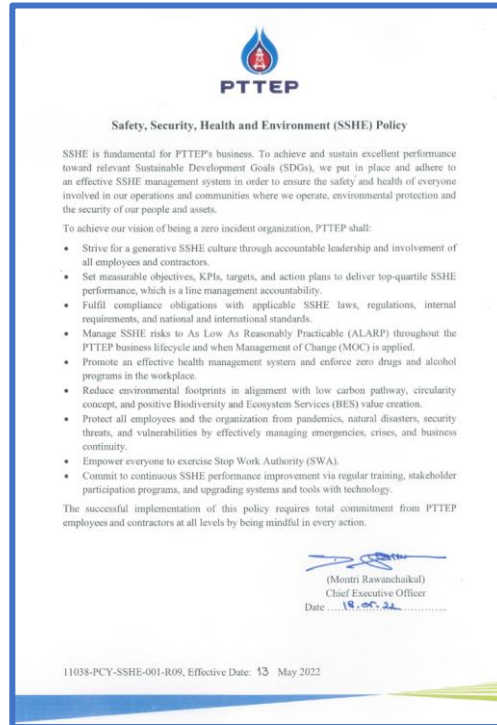 PTTEP
Safety, Security, Health and Environment (SSHE) Policy
SSHE is fundamental for PTTEP's business. To achieve and sustain excellent performance
toward relevant Sustainable Development Goals (SDGs), we put in place and adhere to
an effective SSHE management system in order to ensure the safety and health of everyone
involved in our operations and communities where we operate, environmental protection and
the security of our people and assets.
To achieve our vision of being a zero incident organization, PTTEP shall:
• Strive for a generative SSHE culture through accountable leadership and involvement of
all employees and contractors.
• Set measurable objectives, KPIs, targets, and action plans to deliver top-quartile SSHE
performance, which is a line management accountability.
• Fulfil compliance obligations with applicable SSHE laws, regulations, internal
requirements, and national and international standards.
• Manage SSHE risks to As Low As Reasonably Practicable (ALARP) throughout the
PTTEP business lifecycle and when Management of Change (MOC) is applied.
• Promote an effective health management system and enforce zero drugs and alcohol
programs in the workplace.
• Reduce environmental footprints in alignment with low carbon pathway, circularity
concept, and positive Biodiversity and Ecosystem Services (BES) value creation.
• Protect all employees and the organization from pandemics, natural disasters, security
threats, and vulnerabilities by effectively managing emergencies, crises, and business
continuity.
• Empower everyone to exercise Stop Work Authority (SWA).
• Commit to continuous SSHE performance improvement via regular training, stakeholder
participation programs, and upgrading systems and tools with technology.
The successful implementation of this policy requires total commitment from PTTEP
employees and contractors at all levels by being mindful in every action.
(Montri Rawanchaikul)
Chief Executive Officer
Date
11038-PCY-SSHE-001-R09, Effective Date: 13 May 2022